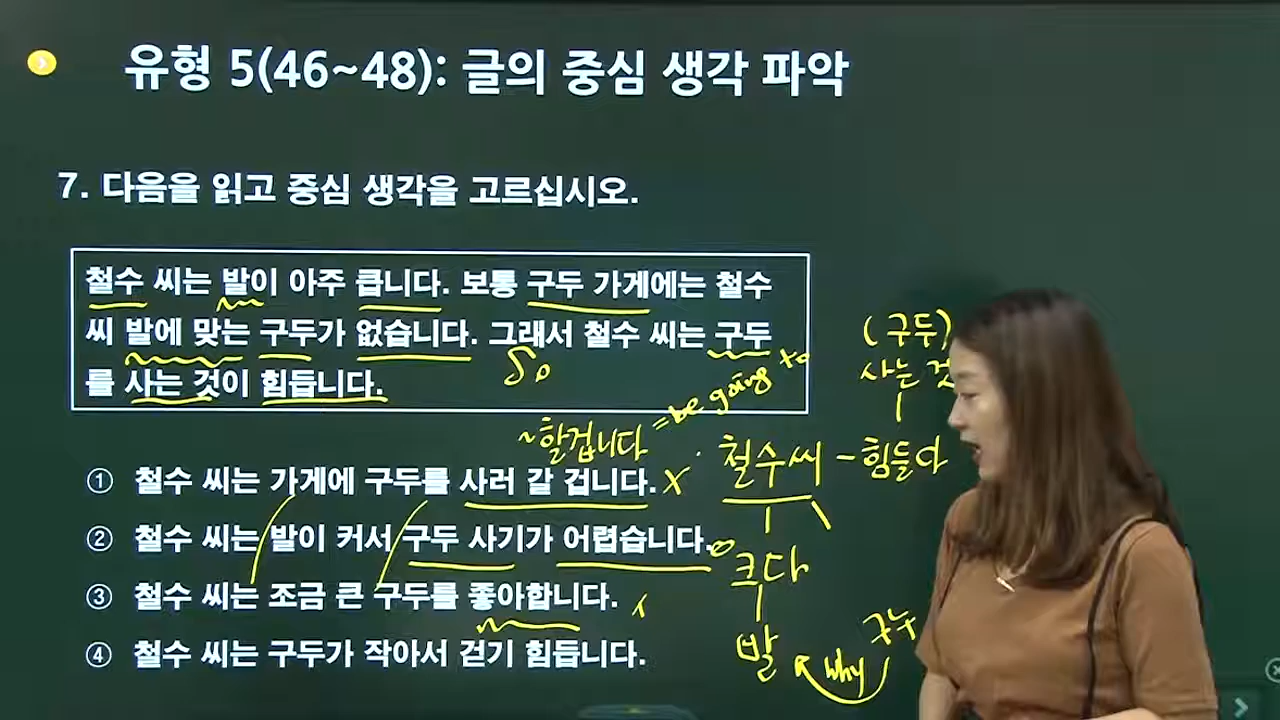 유형 5(46~48): 글의 중심 생각 파악
7. 다음을 읽고 중심 생각을 고르십시오.
철수 씨는 발이 아주 큽니다. 보통 구두 가게에는 철수
씨 발에 맞는 구두가 없습니다. 그래서 철수 씨는 구두
를 사는 것이 힘듭니다.
So
(구두)
사는 것
~할겁니다 = be going to
① 철수 씨는 가게에 구두를 사러 갈 겁니다. X
철수씨 - 힘들다
② 철수 씨는 발이 커서 구두 사기가 어렵습니다.
크다
③ 철수 씨는 조금 큰 구두를 좋아합니다.
④ 철수 씨는 구두가 작아서 걷기 힘듭니다.
발 why 구두